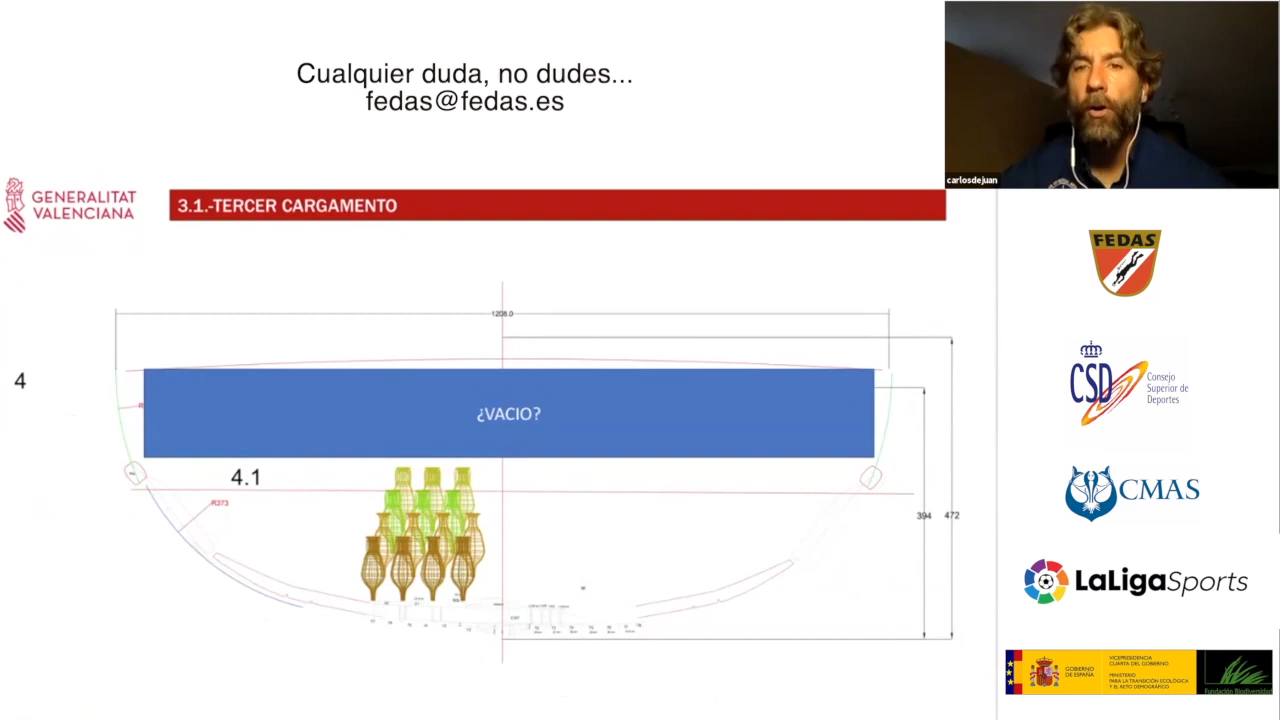 Cualquier duda, no dudes...
fedas@fedas.es
carlosdejuan
GENERALITAT
VALENCIANA
3.1.-TERCER CARGAMENTO
1208.0
4
¿VACIO?
4.1
R373
394
472
FEDAS
CSD
Consejo
Superior de
Deportes
CMAS
LaLigaSports
GOBIERNO
DE ESPAÑA
VICEPRESIDENCIA
CUARTA DEL GOBIERNO
MINISTERIO
PARA LA TRANSICIÓN ECOLÓGICA
Y EL RETO DEMOGRÁFICO
Fundación Biodiversidad